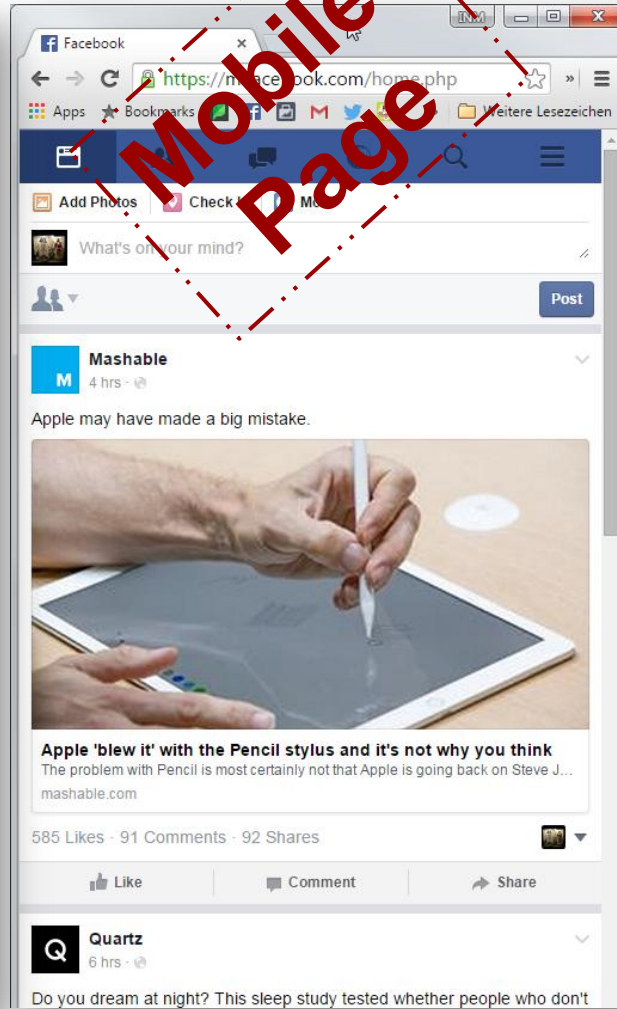 INM
Facebook
https://m.facebook.com/home.php
Apps Bookmarks Weitere Lesezeichen
Mobile
Page
Add Photos Check Mo
What's on your mind?
Post
M
Mashable
4 hrs ·
Apple may have made a big mistake.
Apple 'blew it' with the Pencil stylus and it's not why you think
The problem with Pencil is most certainly not that Apple is going back on Steve J...
mashable.com
585 Likes · 91 Comments · 92 Shares
Like Comment Share
Q
Quartz
6 hrs ·
Do you dream at night? This sleep study tested whether people who don't